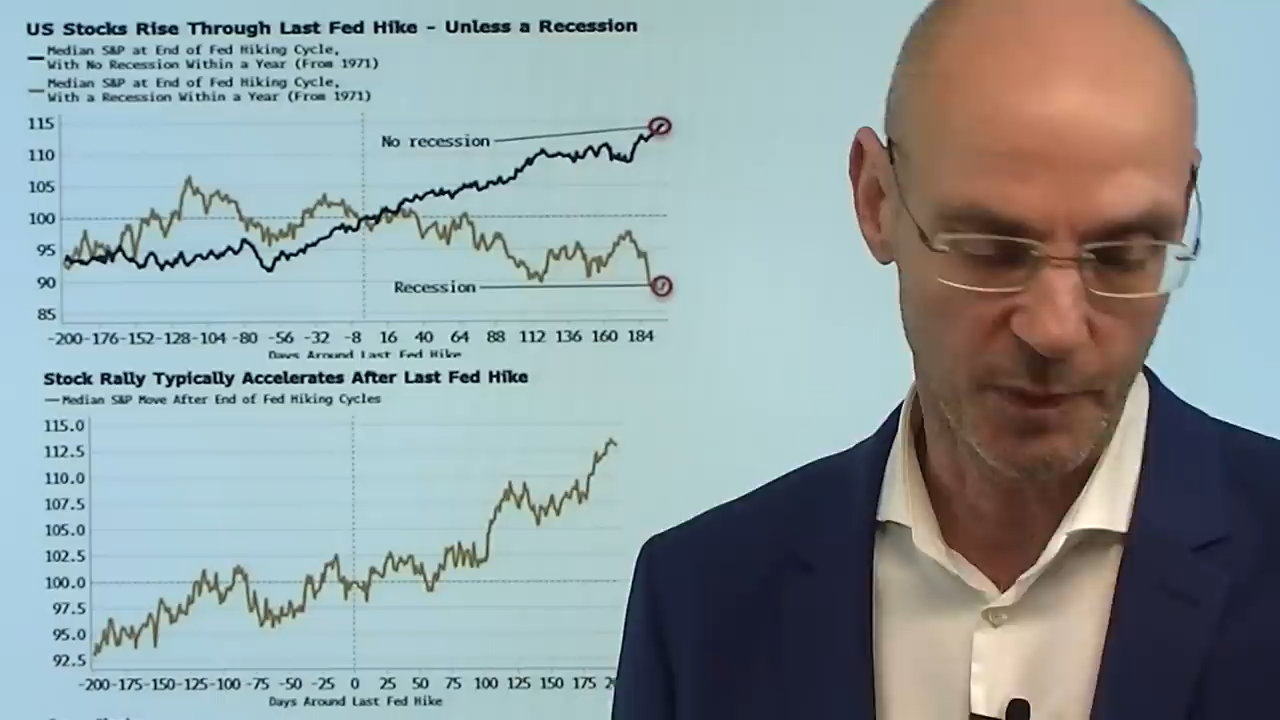 US Stocks Rise Through Last Fed Hike – Unless a Recession
Median S&P at End of Fed Hiking Cycle,
With No Recession Within a Year (From 1971)
Median S&P at End of Fed Hiking Cycle,
With a Recession Within a Year (From 1971)
115
110
105
100
95
90
85
No recession
Recession
-200 -176 -152 -128 -104 -80 -56 -32 -8 16 40 64 88 112 136 160 184
Days Around Last Fed Hike
Stock Rally Typically Accelerates After Last Fed Hike
Median S&P Move After End of Fed Hiking Cycles
115.0
112.5
110.0
107.5
105.0
102.5
100.0
97.5
95.0
92.5
-200 -175 -150 -125 -100 -75 -50 -25 0 25 50 75 100 125 150 175
Days Around Last Fed Hike